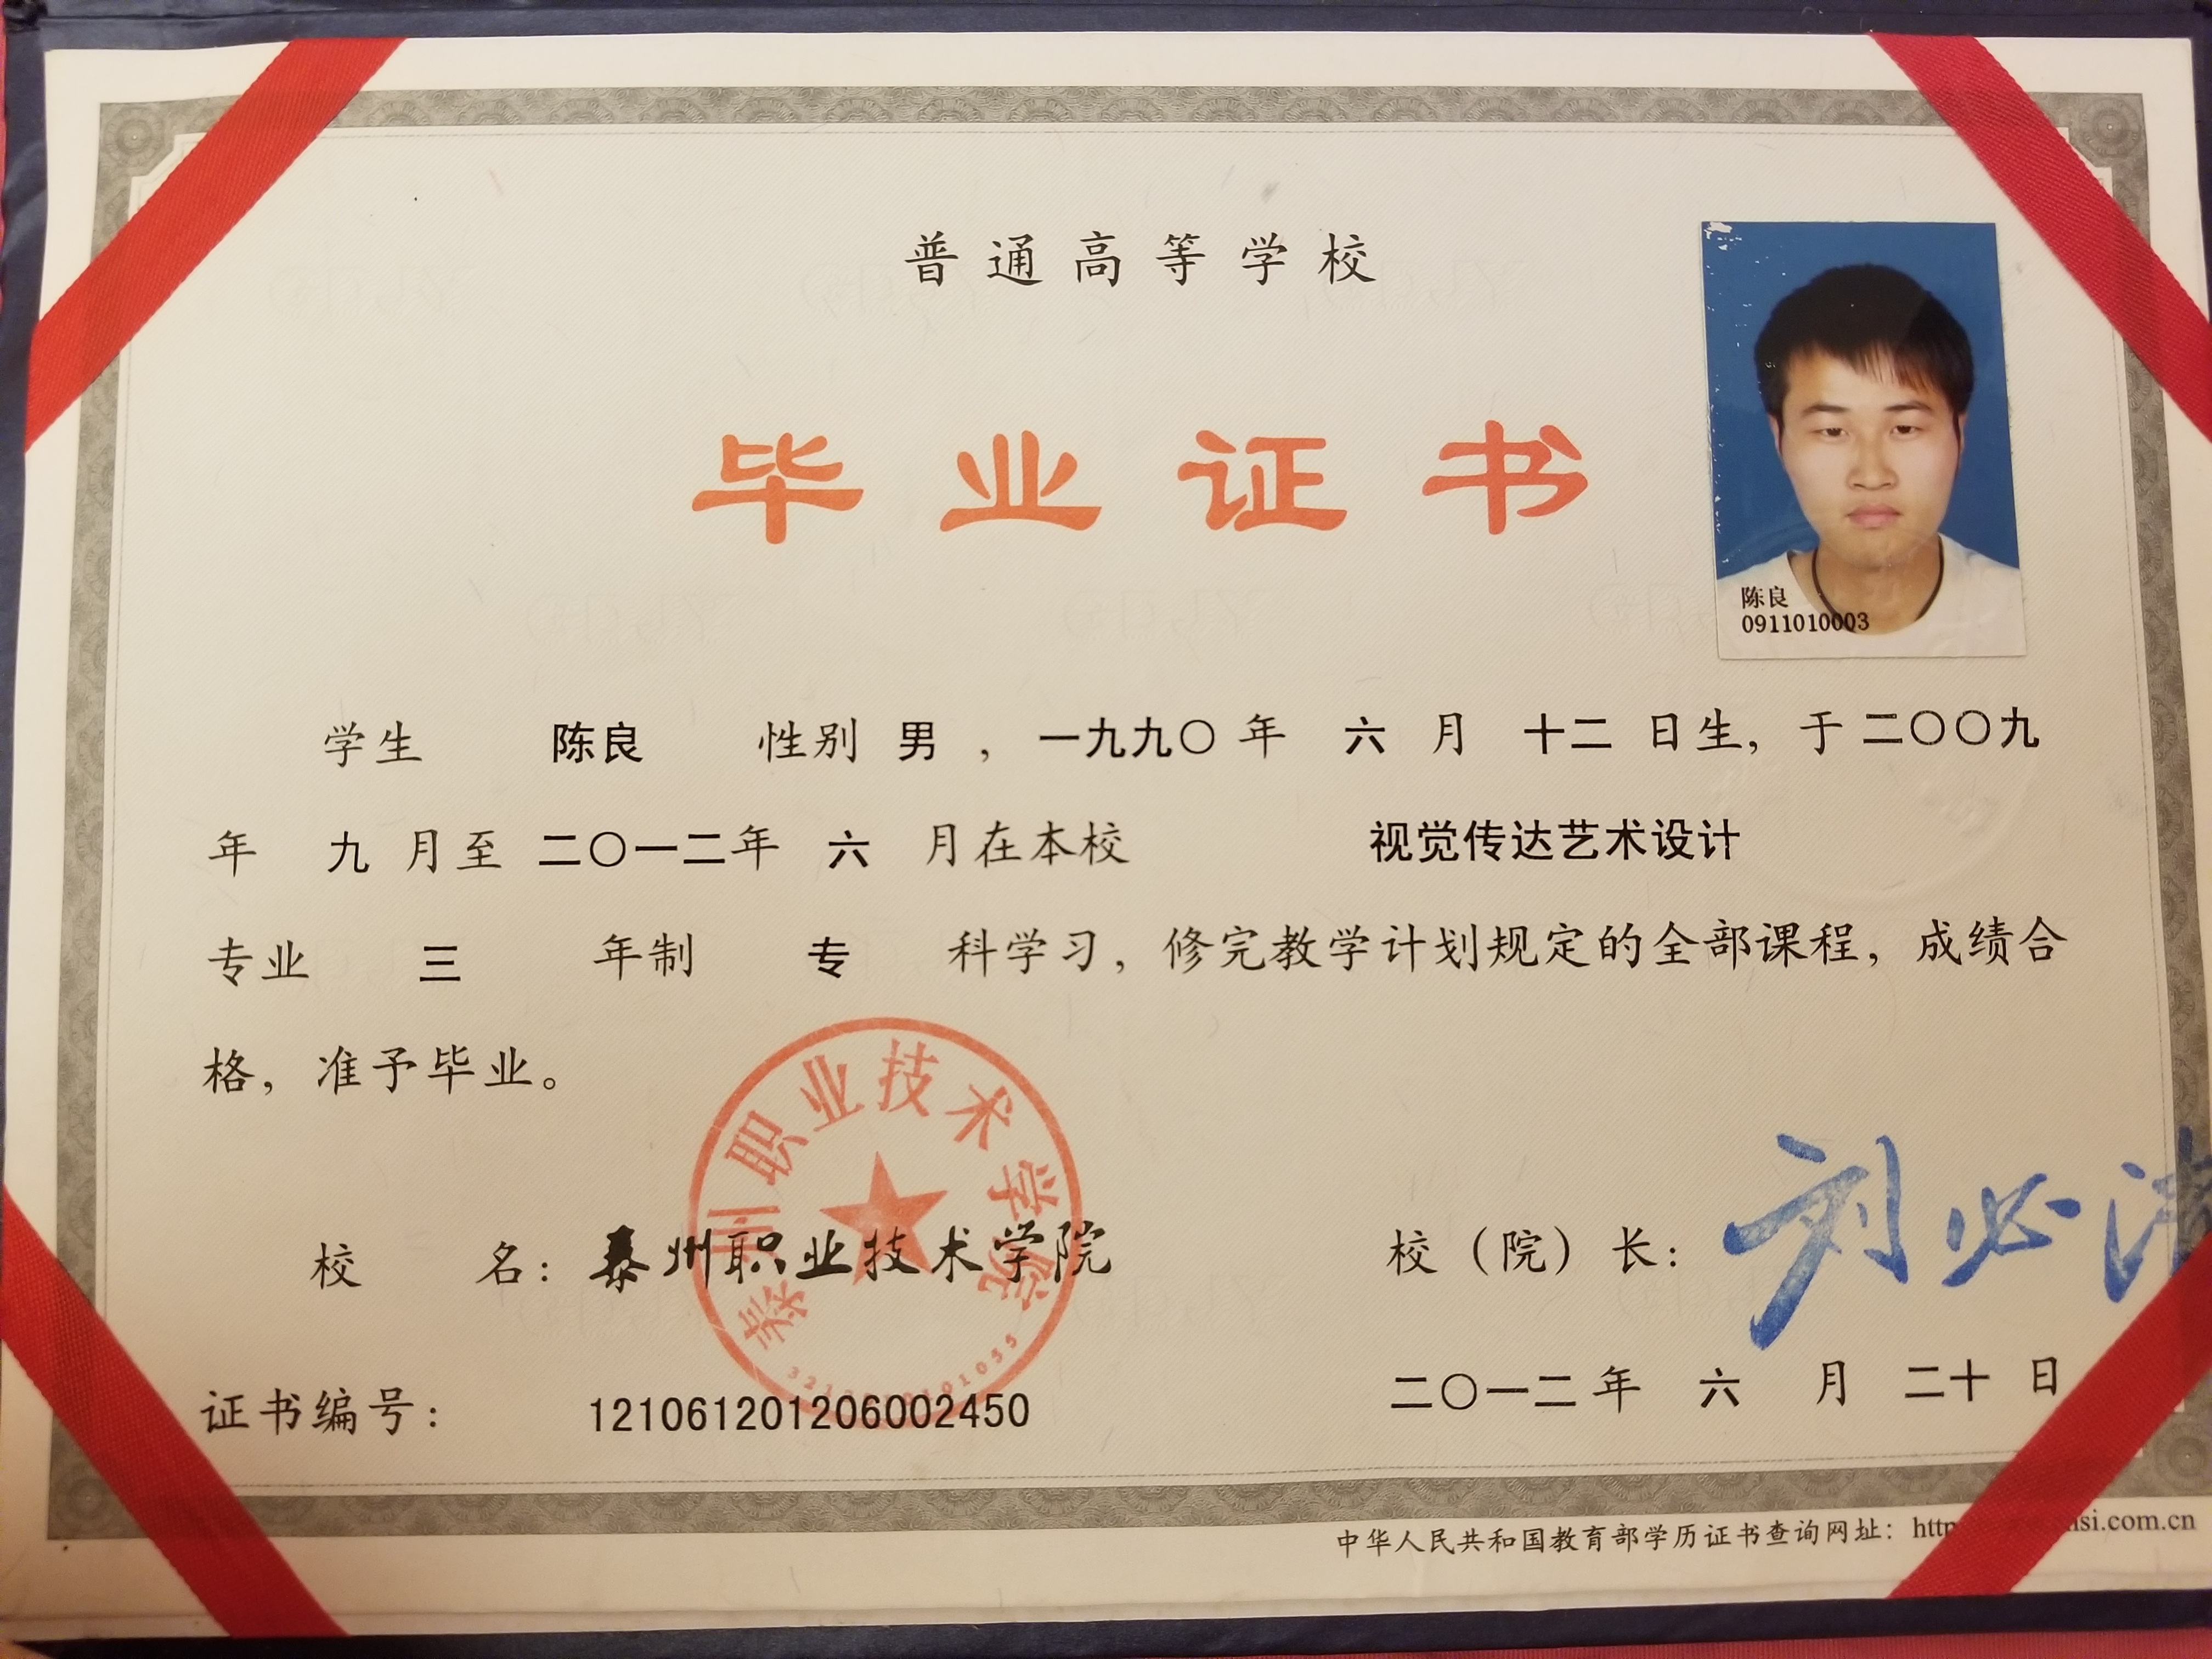 普通高等学校
毕业证书
陈良
0911010003
学生 陈良 性别 男 ，一九九〇 年 六 月 十二 日生，于 二〇〇九
年 九 月至 二〇一二年 六 月在本校 视觉传达艺术设计
专业 三 年制 专 科学习，修完教学计划规定的全部课程，成绩合
格，准予毕业。
泰州职业技术学院
校 名：泰州职业技术学院
校（院）长：刘必
证书编号： 121061201206002450
二〇一二 年 六 月 二十 日
中华人民共和国教育部学历证书查询网址：http si.com.cn